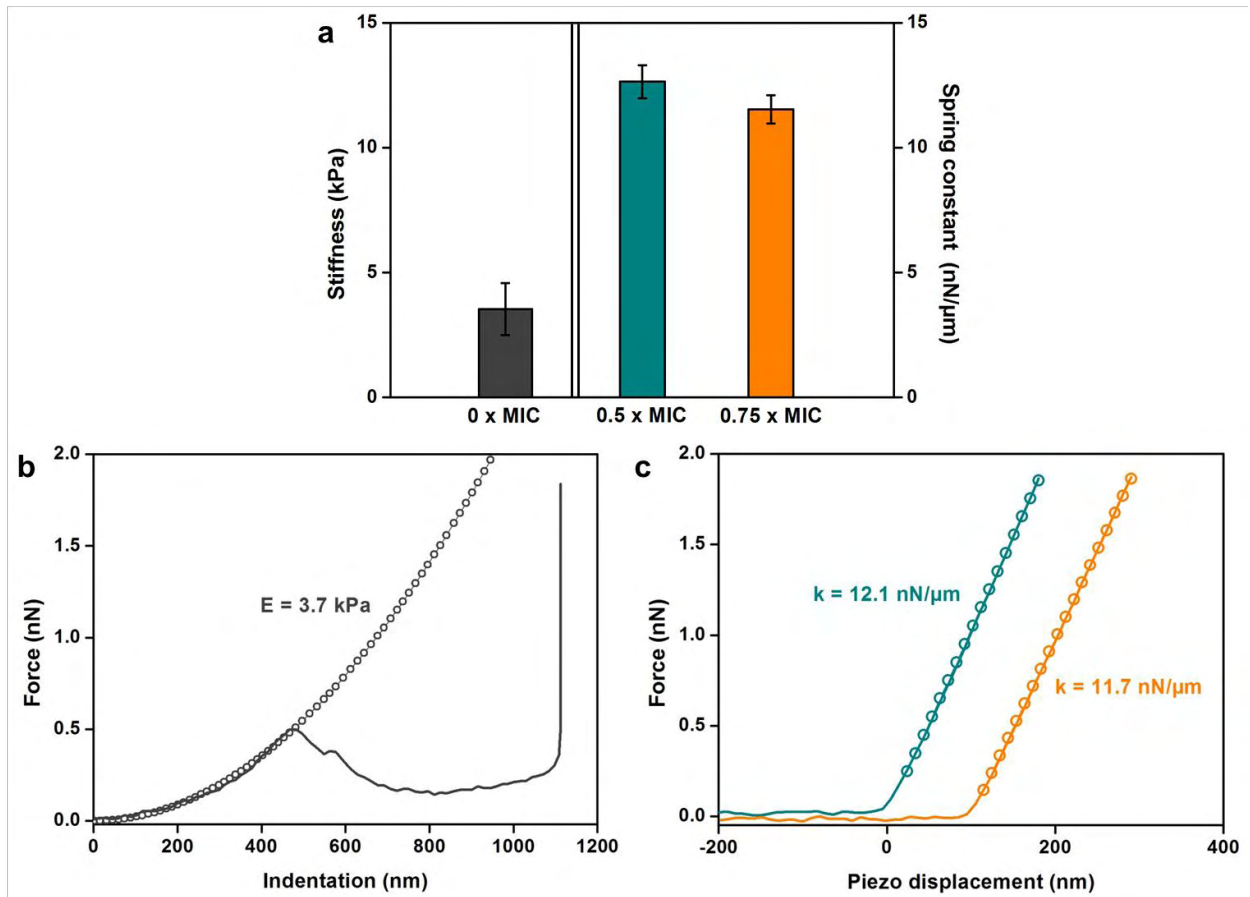 a
15
10
5
0
Stiffness (kPa)
15
10
5
0
Spring constant (nN/µm)
0 x MIC
0.5 x MIC
0.75 x MIC
b
2.0
1.5
1.0
0.5
0.0
Force (nN)
E = 3.7 kPa
0
200
400
600
800
1000
1200
Indentation (nm)
c
2.0
1.5
1.0
0.5
0.0
Force (nN)
k = 12.1 nN/µm
k = 11.7 nN/µm
-200
0
200
400
Piezo displacement (nm)